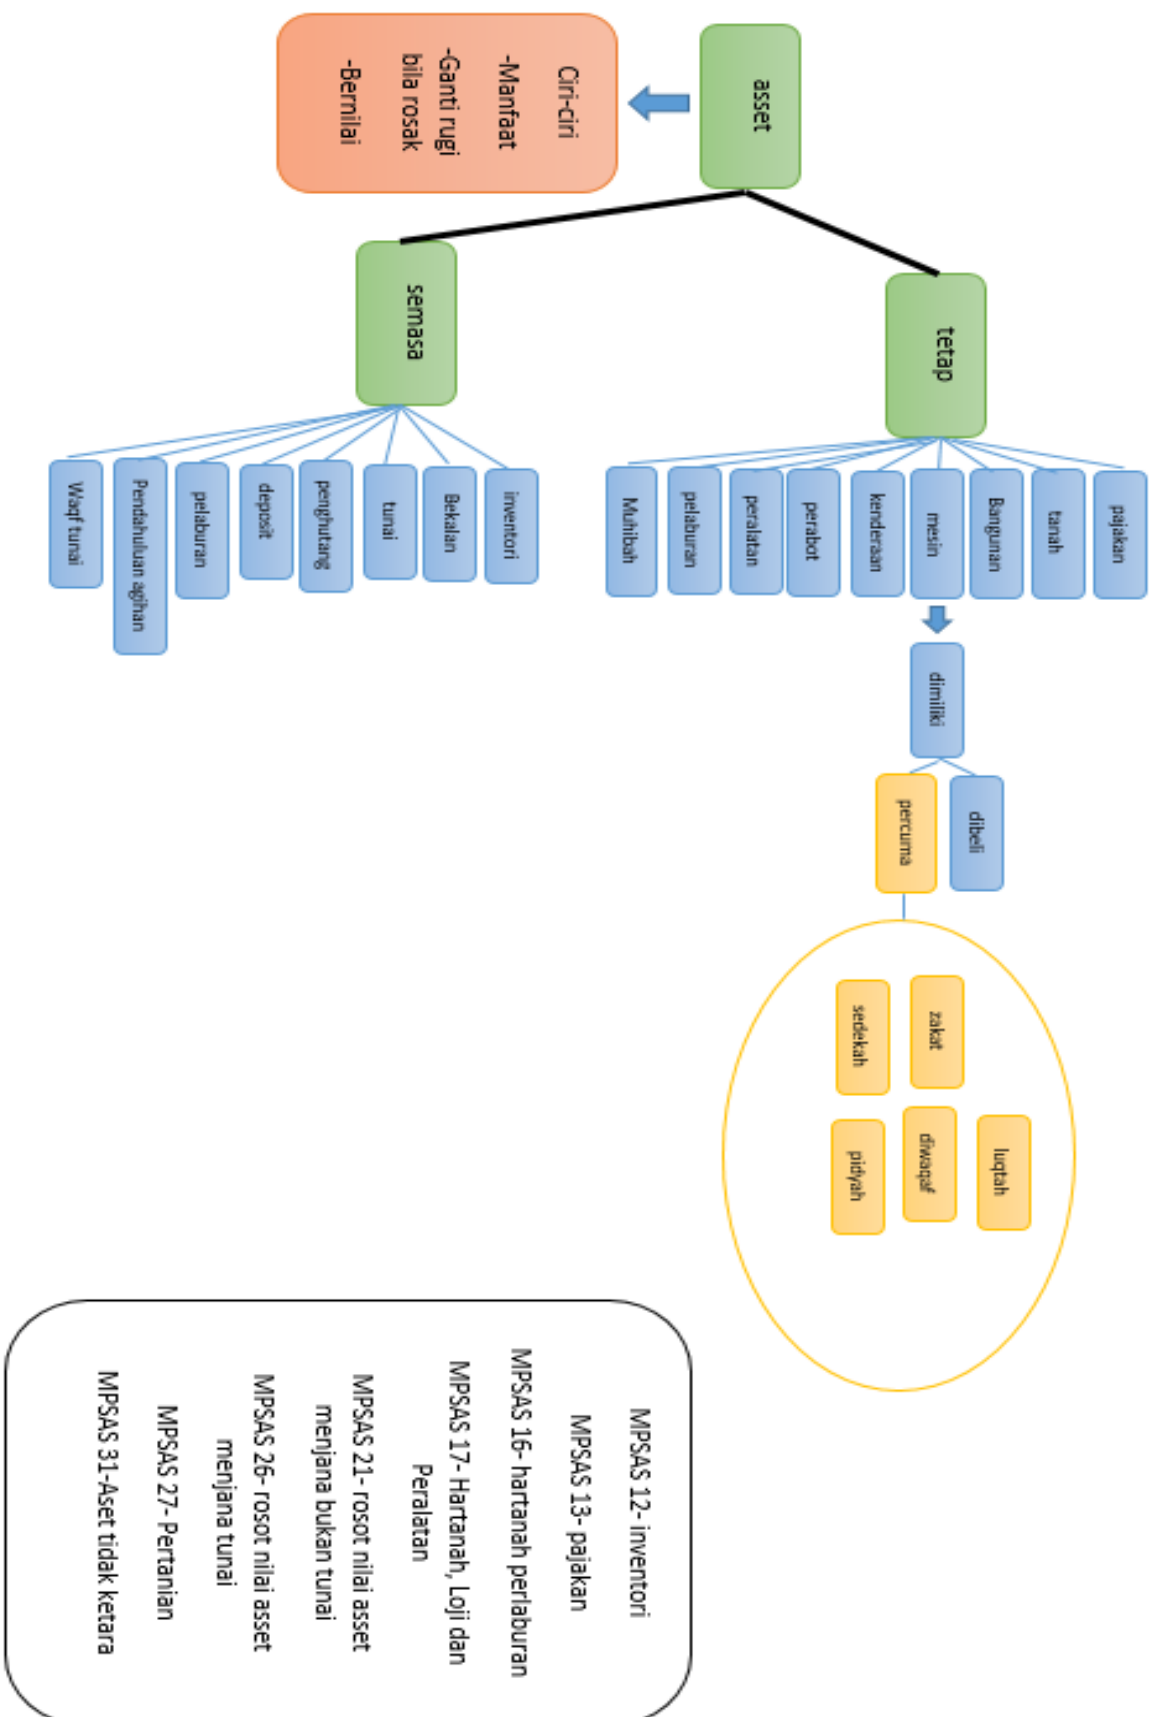 asset
Ciri-ciri
-Manfaat
-Ganti rugi
bila rosak
-Bernilai
tetap
pajakan
tanah
Bangunan
mesin
kenderaan
perabot
peralatan
pelaburan
Muhibah
dimiliki
dibeli
percuma
luqtah
zakat
diwaqaf
sedekah
pidyah
semasa
inventori
Bekalan
tunai
penghutang
deposit
pelaburan
Pendahuluan agihan
Waqf tunai
MPSAS 12- inventori
MPSAS 13- pajakan
MPSAS 16- hartanah perlaburan
MPSAS 17- Hartanah, Loji dan
Peralatan
MPSAS 21- rosot nilai asset
menjana bukan tunai
MPSAS 26- rosot nilai asset
menjana tunai
MPSAS 27- Pertanian
MPSAS 31-Aset tidak ketara